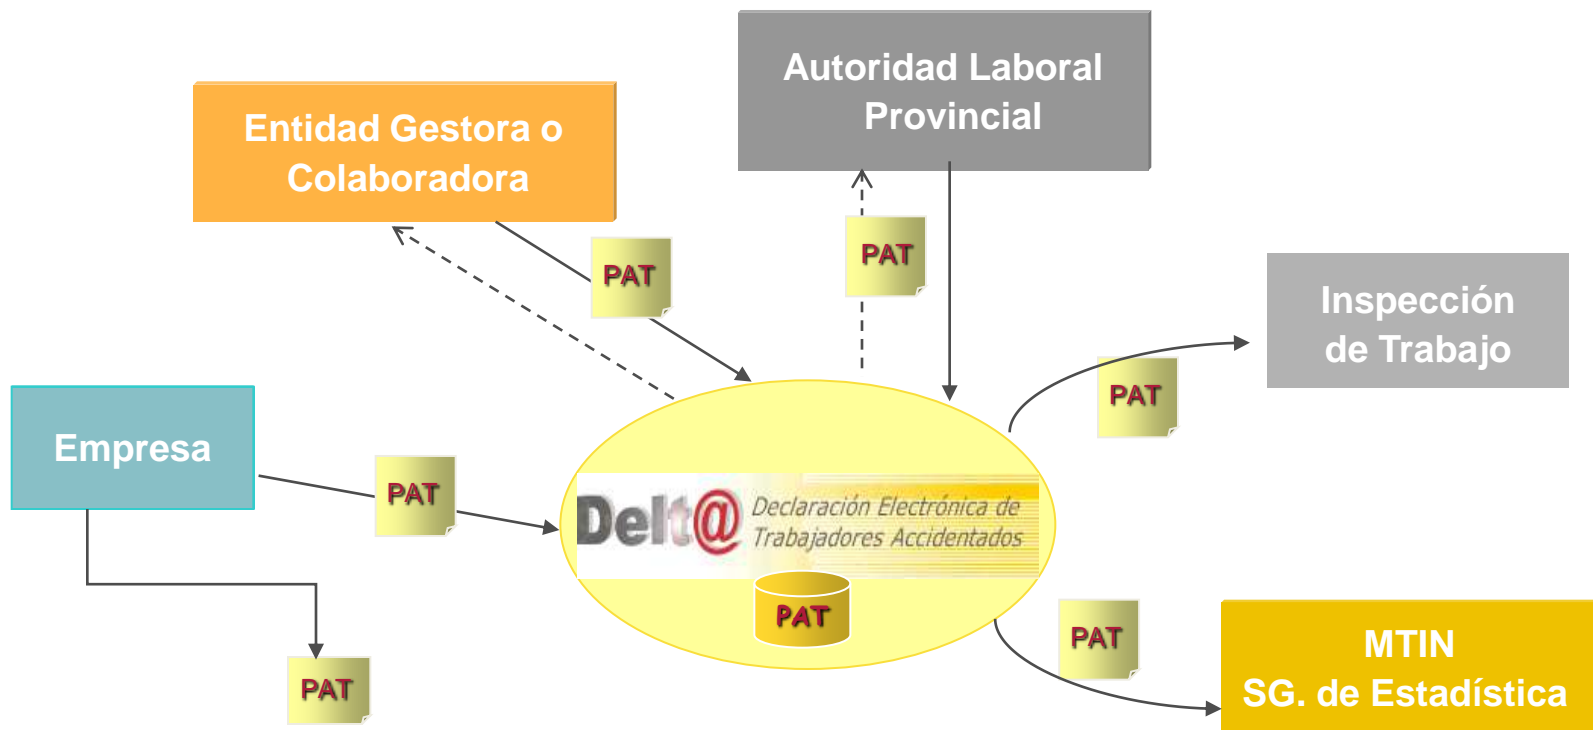 Autoridad Laboral
Provincial
Entidad Gestora o
Colaboradora
PAT
PAT
Inspección
de Trabajo
PAT
Empresa
PAT
Delt@
Declaración Electrónica de
Trabajadores Accidentados
PAT
PAT
PAT
MTIN
SG. de Estadística